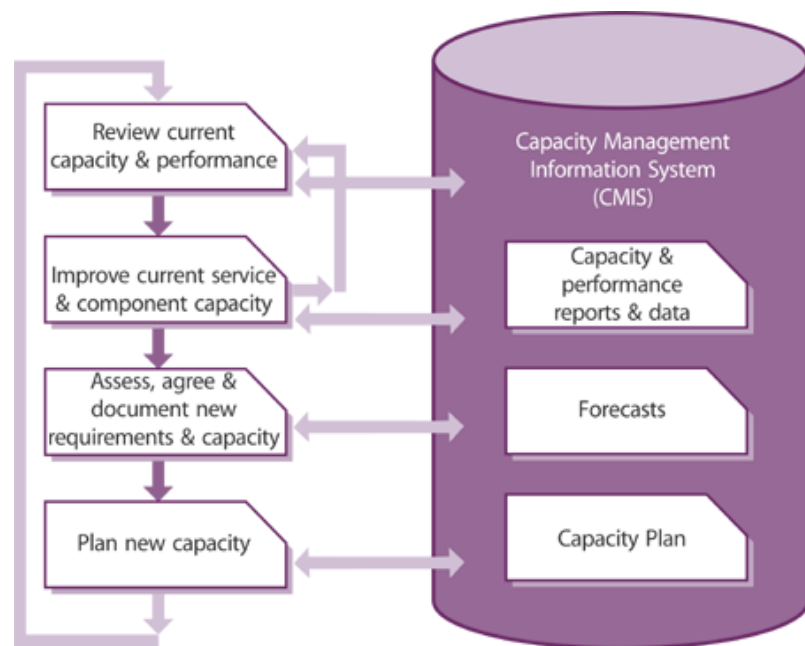 Review current
capacity & performance
Improve current service
& component capacity
Assess, agree &
document new
requirements & capacity
Plan new capacity
Capacity Management
Information System
(CMIS)
Capacity &
performance
reports & data
Forecasts
Capacity Plan